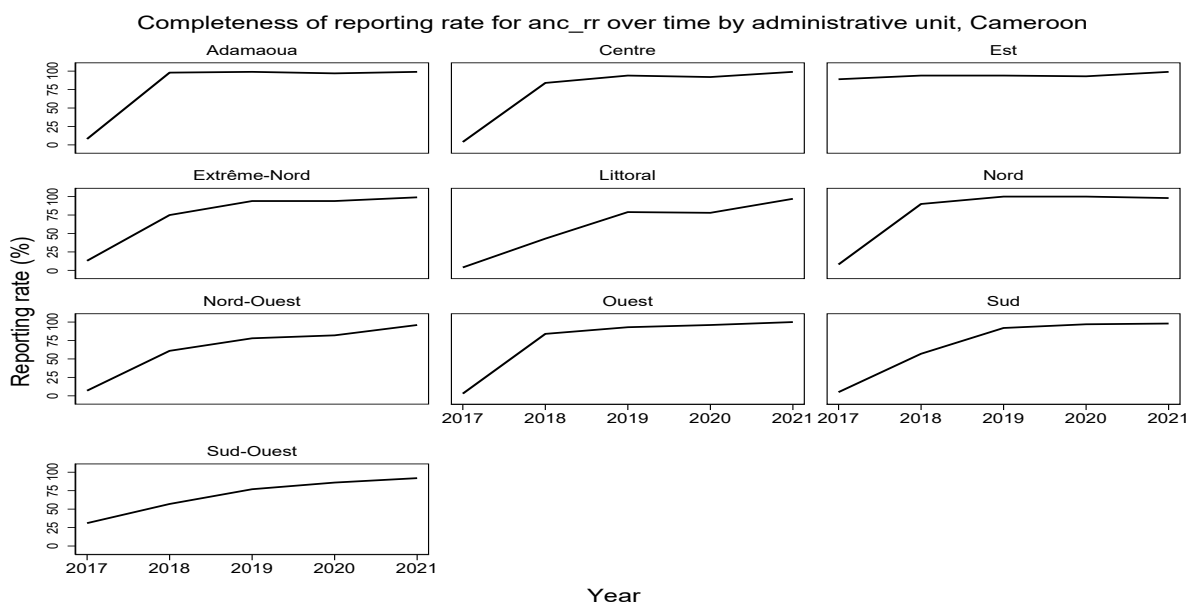 Completeness of reporting rate for anc_rr over time by administrative unit, Cameroon
Adamaoua
Centre
Est
0 25 50 75 100
Extrême-Nord
Littoral
Nord
0 25 50 75 100
Nord-Ouest
Ouest
Sud
0 25 50 75 100
2017 2018 2019 2020 2021
2017 2018 2019 2020 2021
Sud-Ouest
0 25 50 75 100
2017 2018 2019 2020 2021
Reporting rate (%)
Year